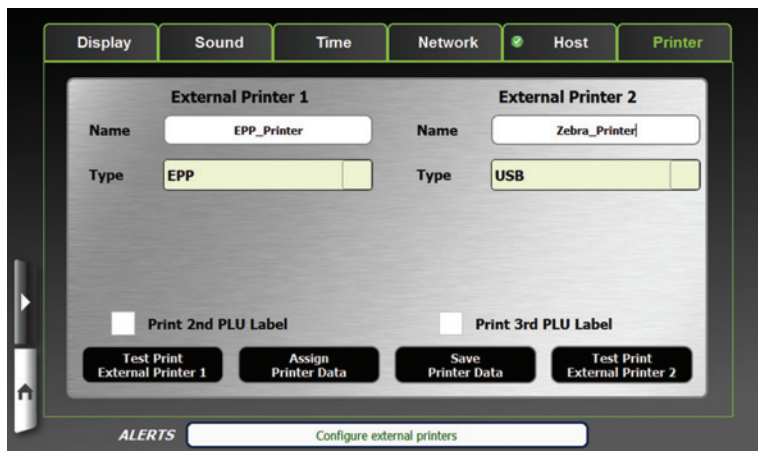 Display Sound Time Network Host Printer
External Printer 1 External Printer 2
Name EPP_Printer Name Zebra_Printer
Type EPP Type USB
Print 2nd PLU Label Print 3rd PLU Label
Test Print Assign Save Test Print
External Printer 1 Printer Data Printer Data External Printer 2
ALERTS Configure external printers